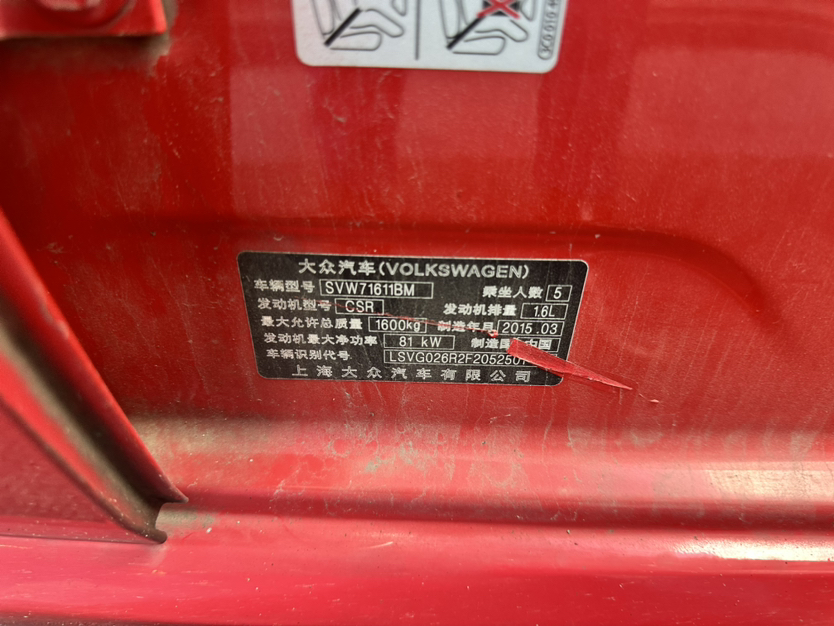 大众汽车(VOLKSWAGEN)
车辆型号 SVW71611BM 乘坐人数 5
发动机型号 CSR 发动机排量 1.6L
最大允许总质量 1600kg 制造年月 2015.03
发动机最大净功率 81 kW 制造国 中国
车辆识别代号 LSVG026R2F205250
上海大众汽车有限公司